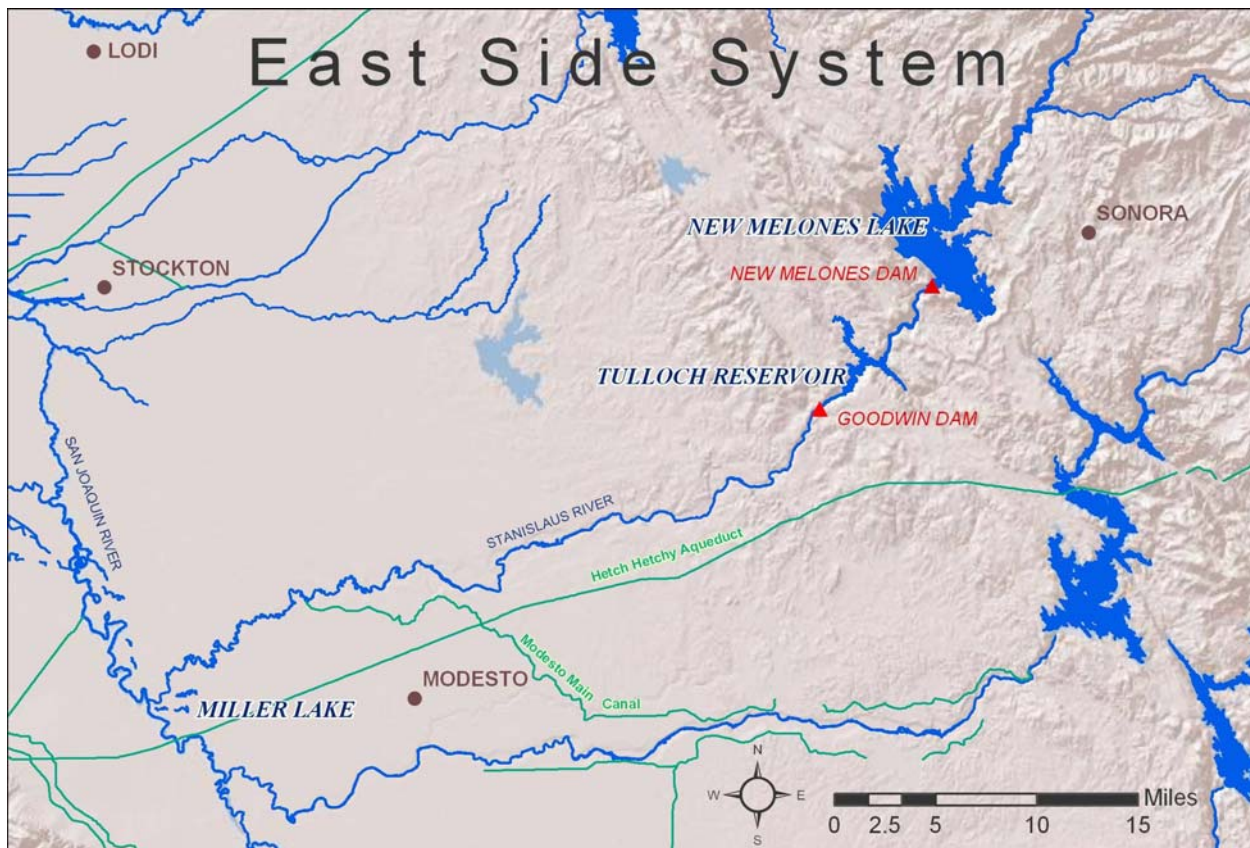 LODI
East Side System
SONORA
NEW MELONES LAKE
STOCKTON
NEW MELONES DAM
TULLOCH RESERVOIR
GOODWIN DAM
SAN JOAQUIN RIVER
STANISLAUS RIVER
Hetch Hetchy Aqueduct
Modesto Main Canal
MODESTO
MILLER LAKE
N
W E
S
Miles
0 2.5 5 10 15